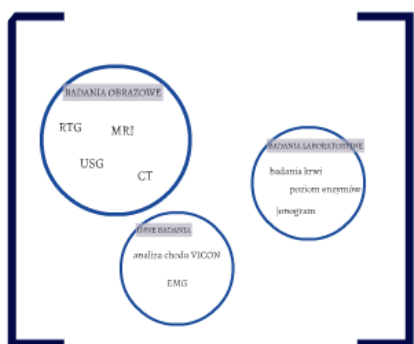 BADANIA OBRAZOWE
RTG
MRI
USG
CT
BADANIA LABORATORYJNE
badania krwi
poziom enzymów
jonogram
INNE BADANIA
analiza chodu VICON
EMG